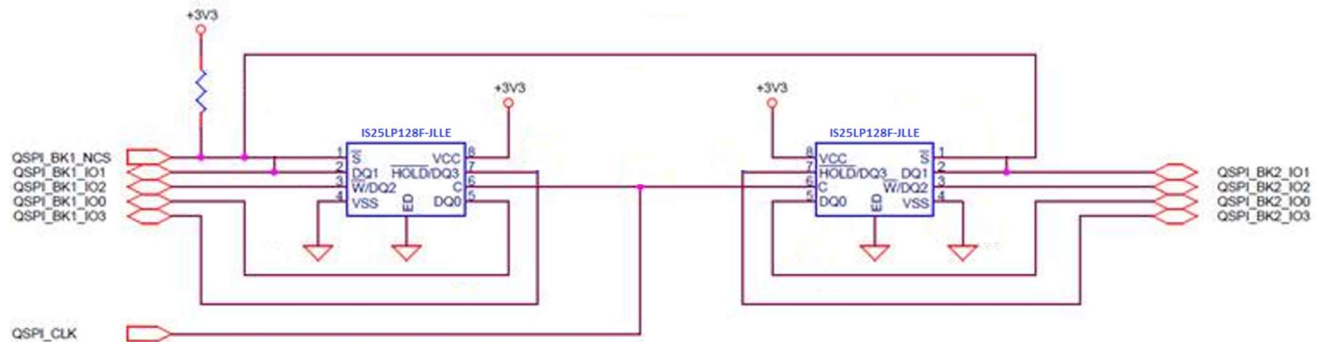 +3V3
+3V3
+3V3
IS25LP128F-JLLE
IS25LP128F-JLLE
QSPI_BK1_NCS
QSPI_BK1_IO1
QSPI_BK1_IO2
QSPI_BK1_IO0
QSPI_BK1_IO3
1 S VCC 8
2 DQ1 HOLD/DQ3 7
3 W/DQ2 C 6
4 VSS DQ0 5
ED
8 VCC S 1
7 HOLD/DQ3 DQ1 2
6 C W/DQ2 3
5 DQ0 VSS 4
ED
QSPI_BK2_IO1
QSPI_BK2_IO2
QSPI_BK2_IO0
QSPI_BK2_IO3
QSPI_CLK